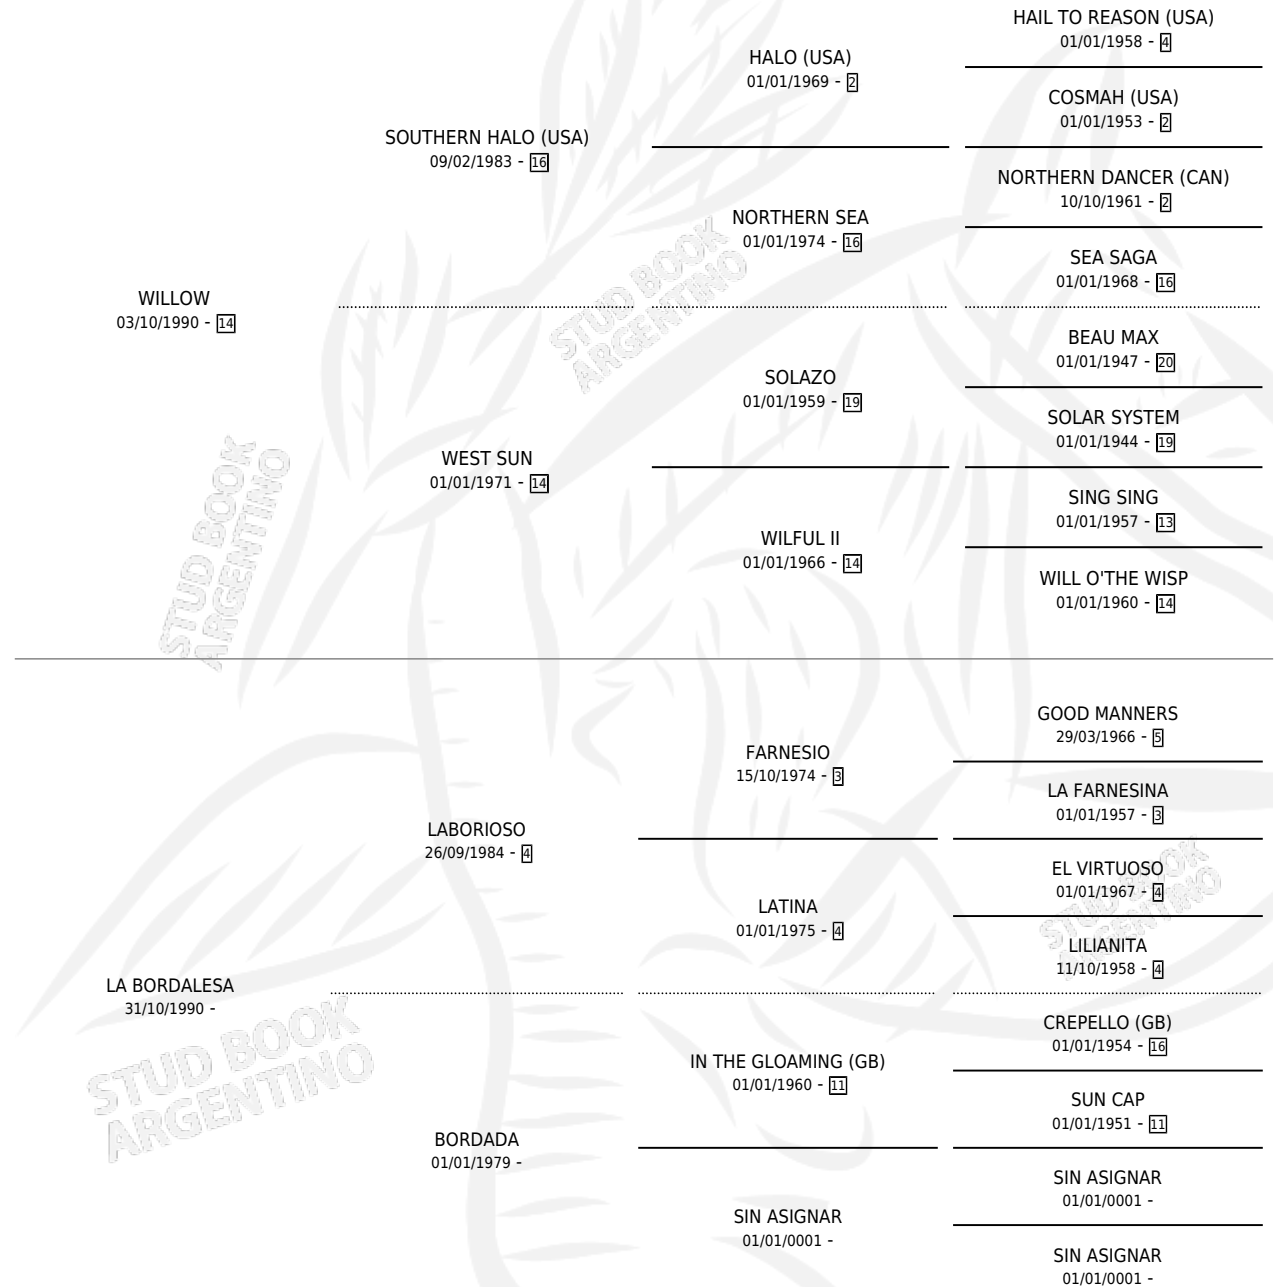 HAIL TO REASON (USA)
01/01/1958 - 4
HALO (USA)
01/01/1969 - 2
COSMAH (USA)
01/01/1953 - 2
SOUTHERN HALO (USA)
09/02/1983 - 16
NORTHERN DANCER (CAN)
10/10/1961 - 2
NORTHERN SEA
01/01/1974 - 16
SEA SAGA
01/01/1968 - 16
WILLOW
03/10/1990 - 14
STUD BOOK
ARGENTINO
BEAU MAX
01/01/1947 - 20
SOLAZO
01/01/1959 - 19
SOLAR SYSTEM
01/01/1944 - 19
WEST SUN
01/01/1971 - 14
SING SING
01/01/1957 - 13
WILFUL II
01/01/1966 - 14
WILL O'THE WISP
01/01/1960 - 14
STUD BOOK
ARGENTINO
GOOD MANNERS
29/03/1966 - 5
FARNESIO
15/10/1974 - 3
LA FARNESINA
01/01/1957 - 3
LABORIOSO
26/09/1984 - 4
EL VIRTUOSO
01/01/1967 - 4
LATINA
01/01/1975 - 4
STUD BOOK
ARGENTINO
LILIANITA
11/10/1958 - 4
LA BORDALESA
31/10/1990 -
CREPELLO (GB)
01/01/1954 - 16
IN THE GLOAMING (GB)
01/01/1960 - 11
SUN CAP
01/01/1951 - 11
STUD BOOK
ARGENTINO
BORDADA
01/01/1979 -
SIN ASIGNAR
01/01/0001 -
SIN ASIGNAR
01/01/0001 -
SIN ASIGNAR
01/01/0001 -